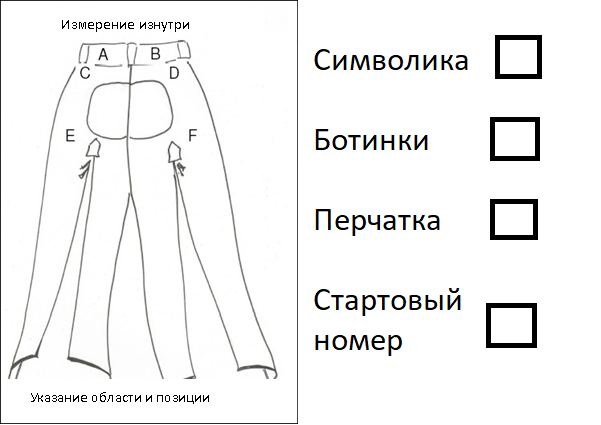 Измерение изнутри
A B
C D
E F
Указание области и позиции
Символика
Ботинки
Перчатка
Стартовый
номер